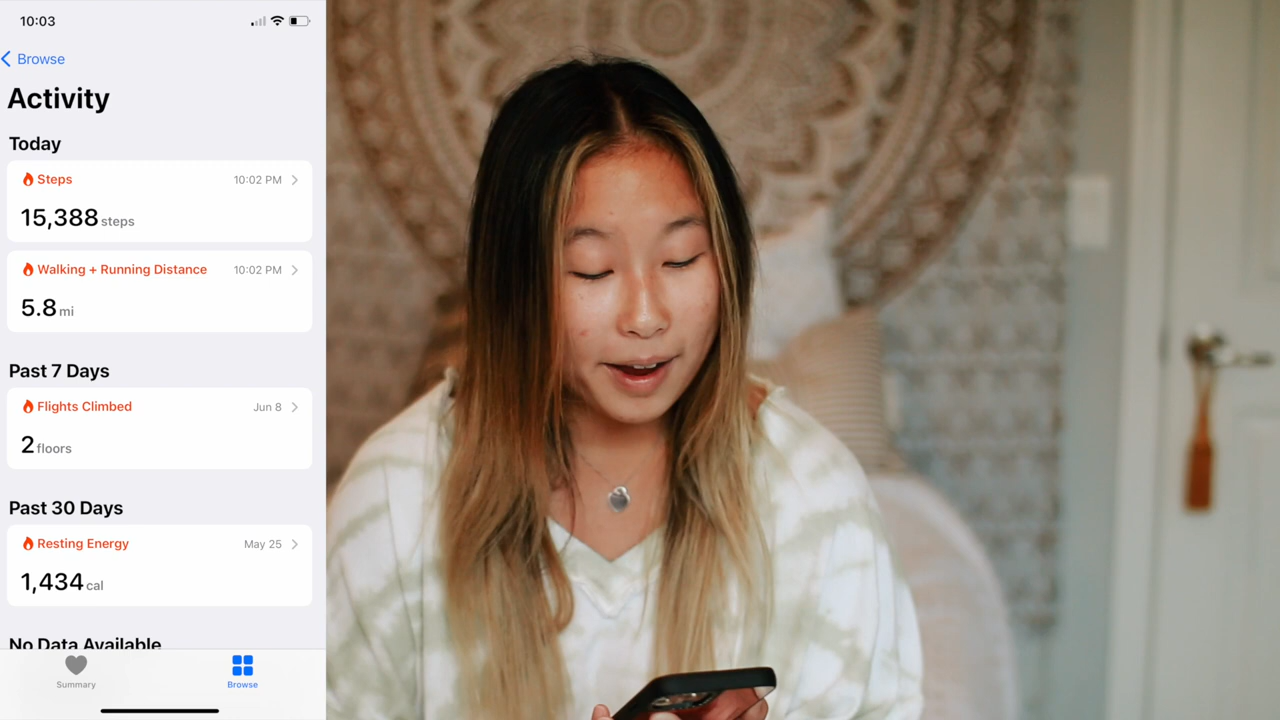 10:03
Browse
Activity
Today
Steps 10:02 PM
15,388 steps
Walking + Running Distance 10:02 PM
5.8 mi
Past 7 Days
Flights Climbed Jun 8
2 floors
Past 30 Days
Resting Energy May 25
1,434 cal
No Data Available
Summary Browse